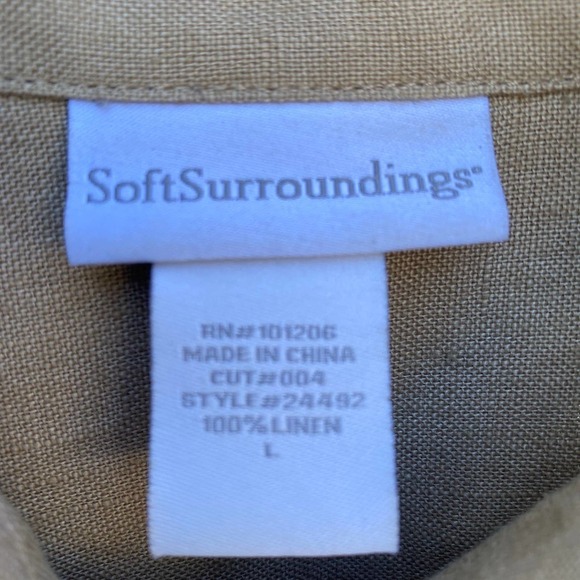 SoftSurroundings®
RN#101206
MADE IN CHINA
CUT#004
STYLE#24492
100% LINEN
L